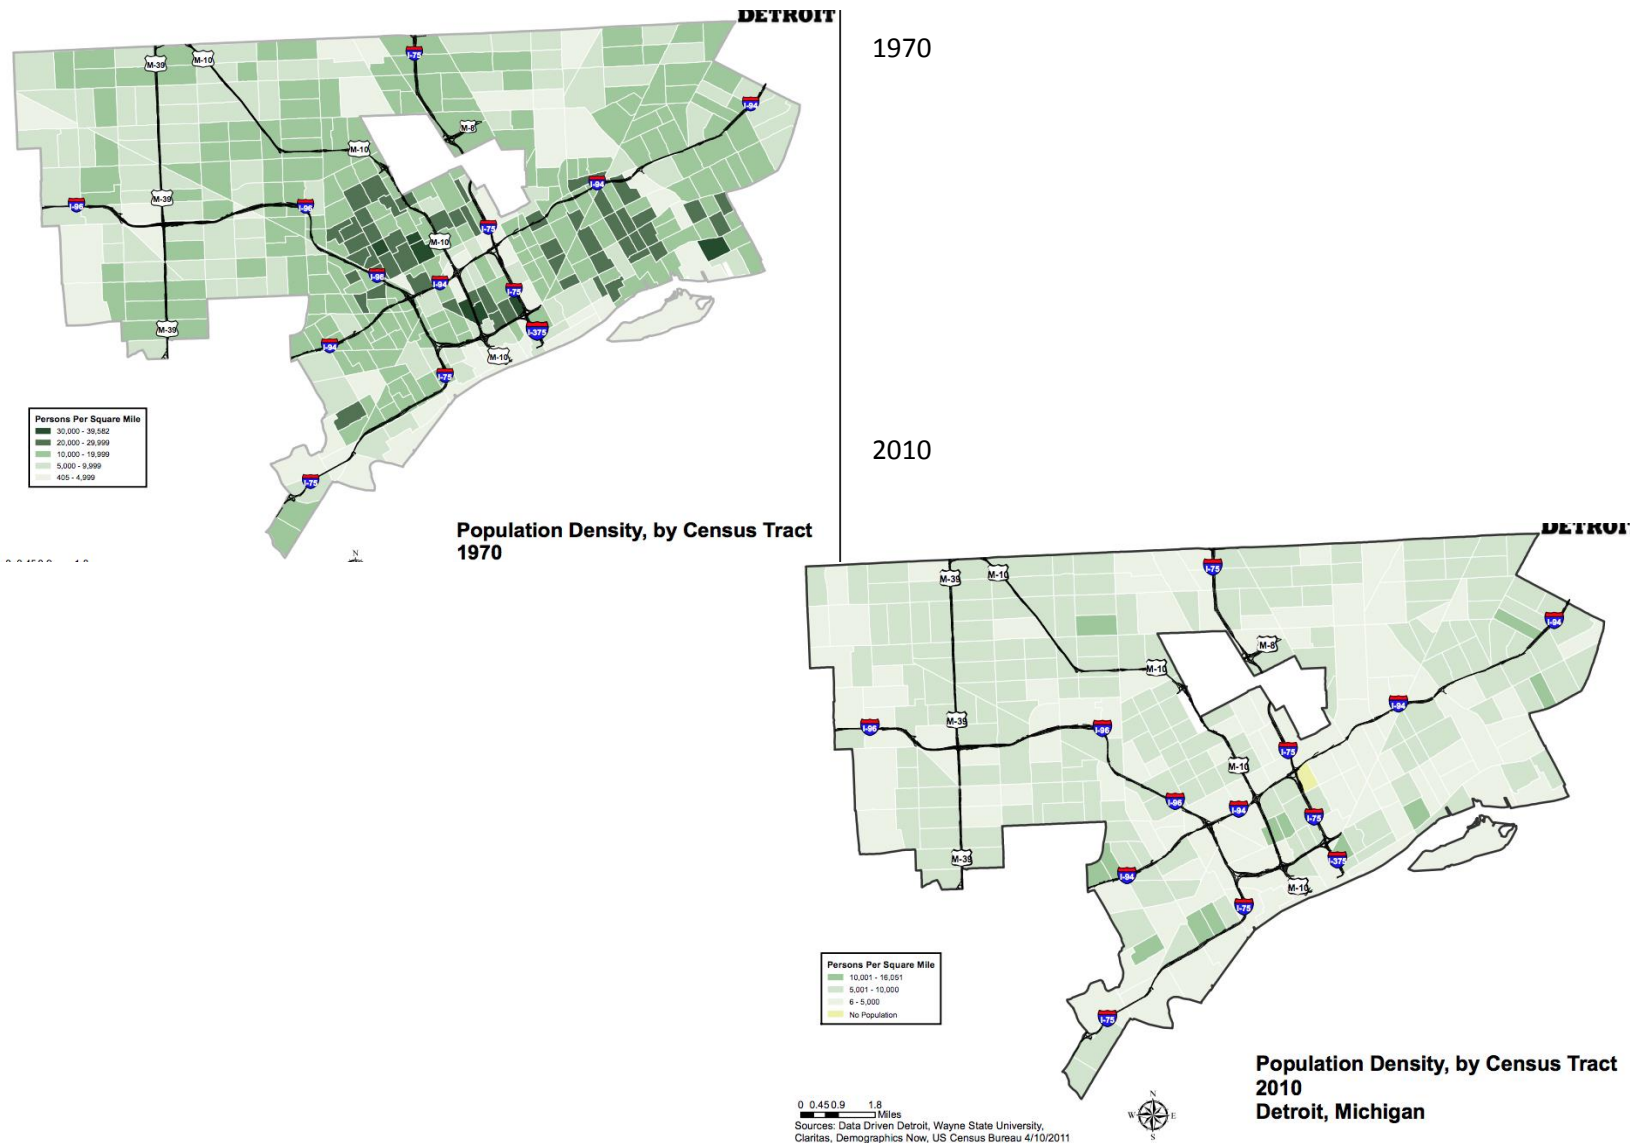 DETROIT
1970
M-39
M-10
I-75
I-94
M-8
M-10
I-94
I-96
M-39
I-96
I-75
M-10
I-96
I-94
I-75
M-39
I-94
I-375
M-10
I-75
Persons Per Square Mile
30,000 - 39,582
20,000 - 29,999
10,000 - 19,999
5,000 - 9,999
405 - 4,999
I-75
Population Density, by Census Tract
1970
N
2010
DETROIT
M-39
M-10
I-75
I-94
M-8
M-10
I-94
I-96
M-39
I-96
I-75
M-10
I-96
I-94
I-75
M-39
I-94
I-375
M-10
I-75
Persons Per Square Mile
10,001 - 16,051
5,001 - 10,000
6 - 5,000
No Population
I-75
Population Density, by Census Tract
2010
Detroit, Michigan
0 0.45 0.9 1.8
Miles
N
W E
S
Sources: Data Driven Detroit, Wayne State University,
Claritas, Demographics Now, US Census Bureau 4/10/2011